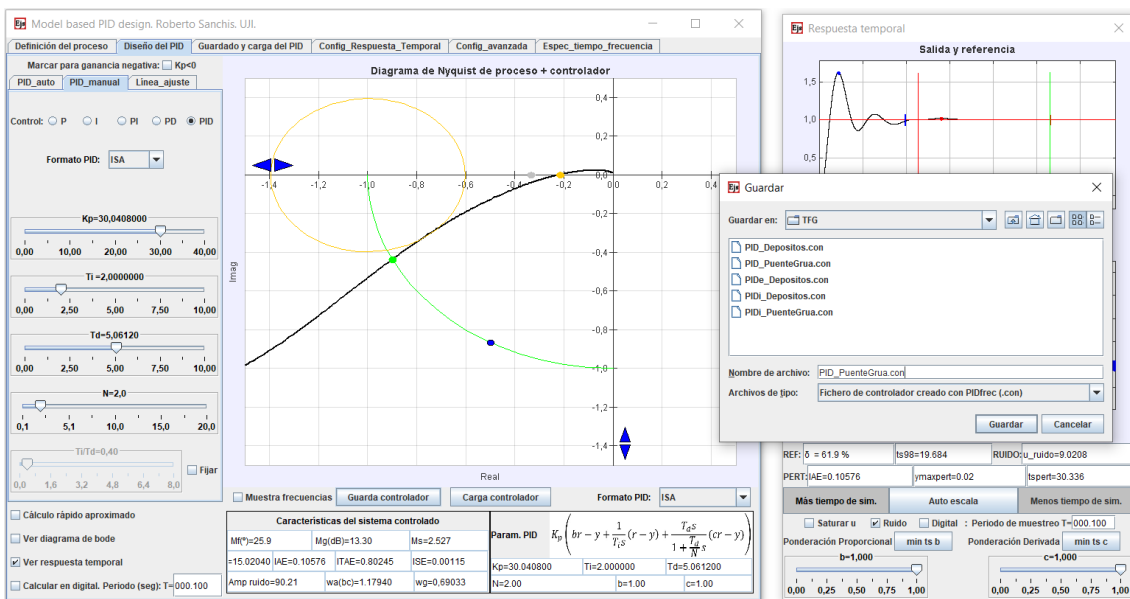 Model based PID design. Roberto Sanchis. UJI.
Definición del proceso
Diseño del PID
Guardado y carga del PID
Config_Respuesta_Temporal
Config_avanzada
Espec_tiempo_frecuencia
Marcar para ganancia negativa: Kp<0
PID_auto
PID_manual
Línea_ajuste
Control: P I PI PD PID
Formato PID: ISA
Kp=30,0408000
0,00 10,00 20,00 30,00 40,00
Ti =2,0000000
0,00 2,50 5,00 7,50 10,00
Td=5,06120
0,00 2,50 5,00 7,50 10,00
N=2,0
0,1 5,1 10,0 15,0 20,0
Ti/Td=0,40
0,0 1,6 3,2 4,8 6,4 8,0
Fijar
Cálculo rápido aproximado
Ver diagrama de bode
Ver respuesta temporal
Calcular en digital. Periodo (seg): T= 000.100
Diagrama de Nyquist de proceso + controlador
0,4
0,2
0,0
-1,4 -1,2 -1,0 -0,8 -0,6 -0,4 -0,2 0,0 0,2 0,4
-0,2
-0,4
-0,6
-0,8
-1,0
-1,2
-1,4
Imag
Real
Muestra frecuencias
Guarda controlador
Carga controlador
Formato PID: ISA
Características del sistema controlado
Mf(º)=25.9 Mg(dB)=13.30 Ms=2.527
=15.02040 IAE=0.10576 ITAE=0.80245 ISE=0.00115
Amp ruido=90.21 wa(bc)=1.17940 wg=0.69033
Param. PID
K_p ( br − y + 1/(T_i s) (r − y) + T_d s/(1 + (T_d/N) s) (cr − y) )
Kp=30.040800 Ti=2.000000 Td=5.061200
N=2.00 b=1.00 c=1.00
Respuesta temporal
Salida y referencia
1,5
1,0
0,5
Guardar
Guardar en: TFG
PID_Depositos.con
PID_PuenteGrua.con
PIDe_Depositos.con
PIDi_Depositos.con
PIDi_PuenteGrua.con
Nombre de archivo: PID_PuenteGrua.con
Archivos de tipo: Fichero de controlador creado con PIDfrec (.con)
Guardar
Cancelar
REF: δ = 61.9 % ts98=19.684 RUIDO: u_ruido=9.0208
PERT: IAE=0.10576 ymaxpert=0.02 tspert=30.336
Más tiempo de sim.
Auto escala
Menos tiempo de sim.
Saturar u Ruido Digital : Periodo de muestreo T= 000.100
Ponderación Proporcional min ts b
Ponderación Derivada min ts c
b=1,000
0,00 0,25 0,50 0,75 1,00
c=1,000
0,00 0,25 0,50 0,75 1,00